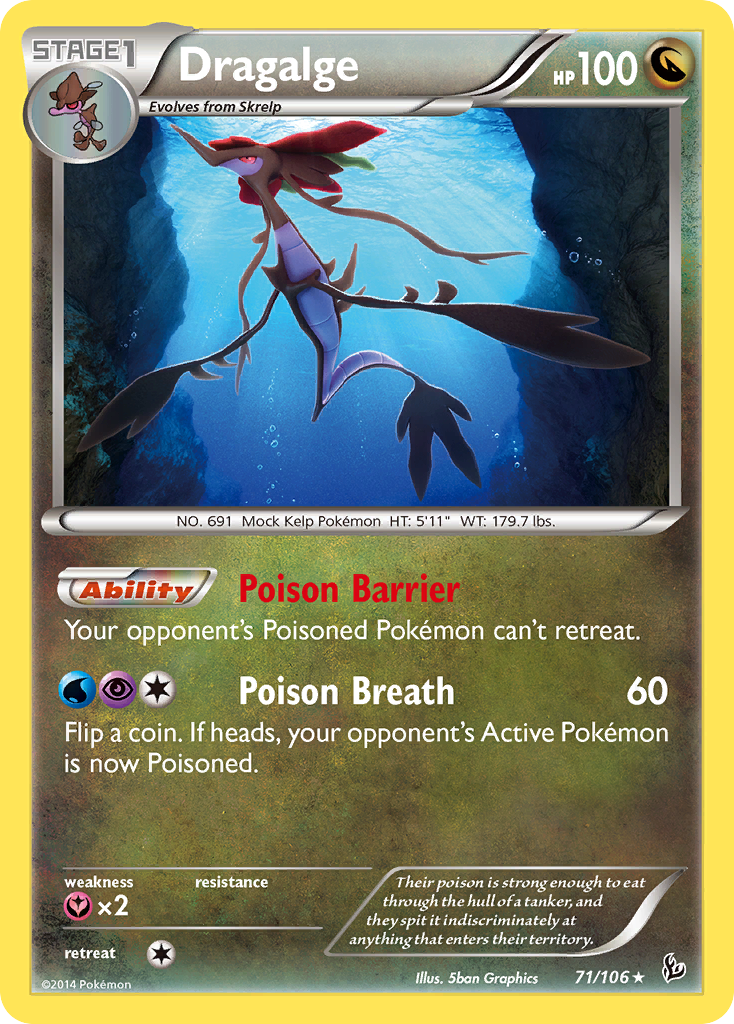 STAGE1
Dragalge
HP100
Evolves from Skrelp
NO. 691 Mock Kelp Pokémon HT: 5'11" WT: 179.7 lbs.
Ability Poison Barrier
Your opponent's Poisoned Pokémon can't retreat.
Poison Breath 60
Flip a coin. If heads, your opponent's Active Pokémon
is now Poisoned.
weakness resistance
×2
retreat
Their poison is strong enough to eat
through the hull of a tanker, and
they spit it indiscriminately at
anything that enters their territory.
©2014 Pokémon
Illus. 5ban Graphics 71/106 ★